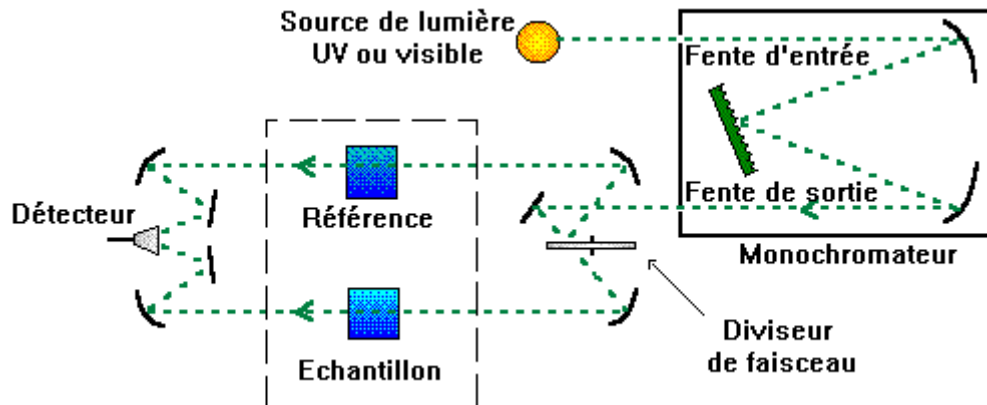 Source de lumière
UV ou visible
Fente d'entrée
Fente de sortie
Monochromateur
Détecteur
Référence
Echantillon
Diviseur
de faisceau